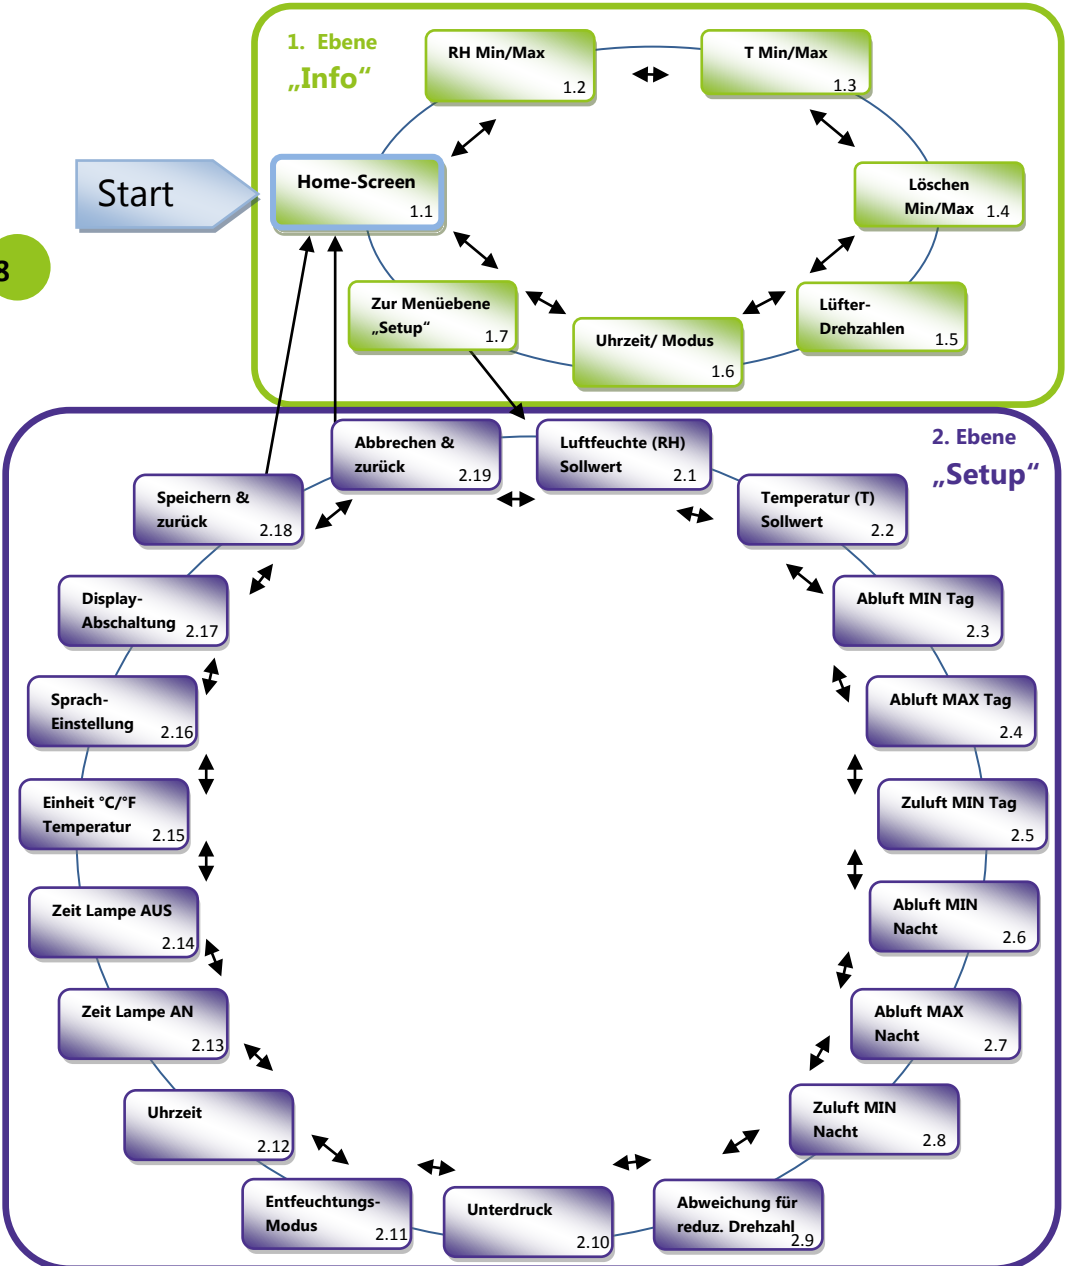 1. Ebene
„Info“
RH Min/Max
1.2
T Min/Max
1.3
Start
Home-Screen
1.1
Löschen
Min/Max 1.4
8
Zur Menüebene
„Setup“
1.7
Uhrzeit/ Modus
1.6
Lüfter-
Drehzahlen
1.5
2. Ebene
„Setup“
Abbrechen &
zurück
2.19
Luftfeuchte (RH)
Sollwert
2.1
Speichern &
zurück
2.18
Temperatur (T)
Sollwert
2.2
Display-
Abschaltung
2.17
Abluft MIN Tag
2.3
Sprach-
Einstellung
2.16
Abluft MAX Tag
2.4
Einheit °C/°F
Temperatur
2.15
Zuluft MIN Tag
2.5
Zeit Lampe AUS
2.14
Abluft MIN
Nacht
2.6
Zeit Lampe AN
2.13
Abluft MAX
Nacht
2.7
Uhrzeit
2.12
Zuluft MIN
Nacht
2.8
Entfeuchtungs-
Modus
2.11
Unterdruck
2.10
Abweichung für
reduz. Drehzahl
2.9